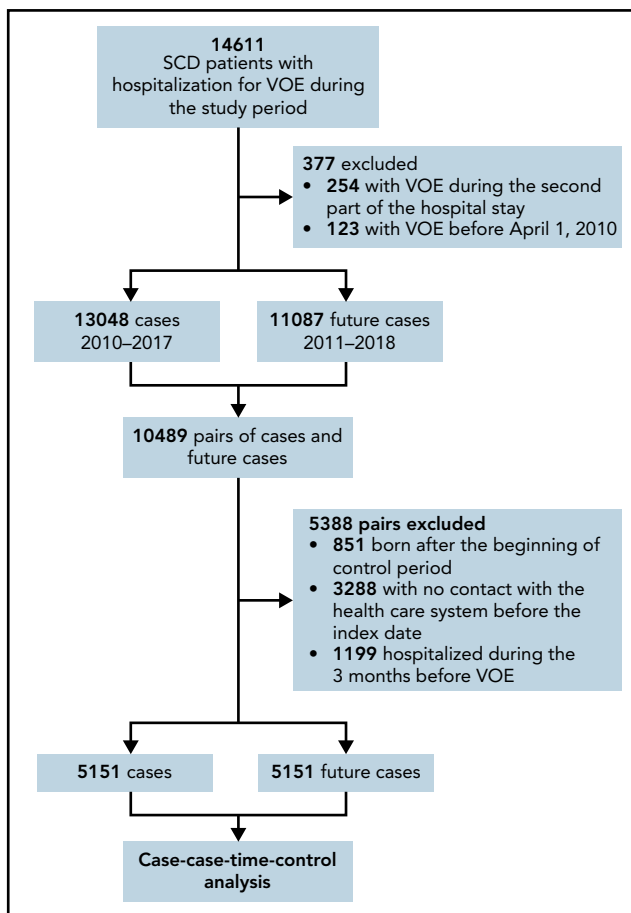 14611
SCD patients with
hospitalization for VOE during
the study period
377 excluded
• 254 with VOE during the second
part of the hospital stay
• 123 with VOE before April 1, 2010
13048 cases
2010–2017
11087 future cases
2011–2018
10489 pairs of cases and
future cases
5388 pairs excluded
• 851 born after the beginning of
control period
• 3288 with no contact with the
health care system before the
index date
• 1199 hospitalized during the
3 months before VOE
5151 cases
5151 future cases
Case-case-time-control
analysis